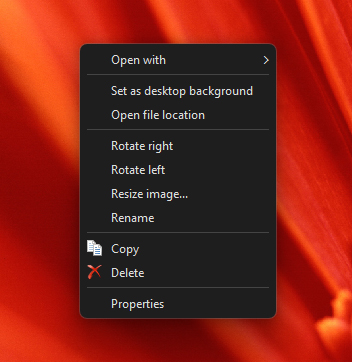 Open with
Set as desktop background
Open file location
Rotate right
Rotate left
Resize image...
Rename
Copy
Delete
Properties